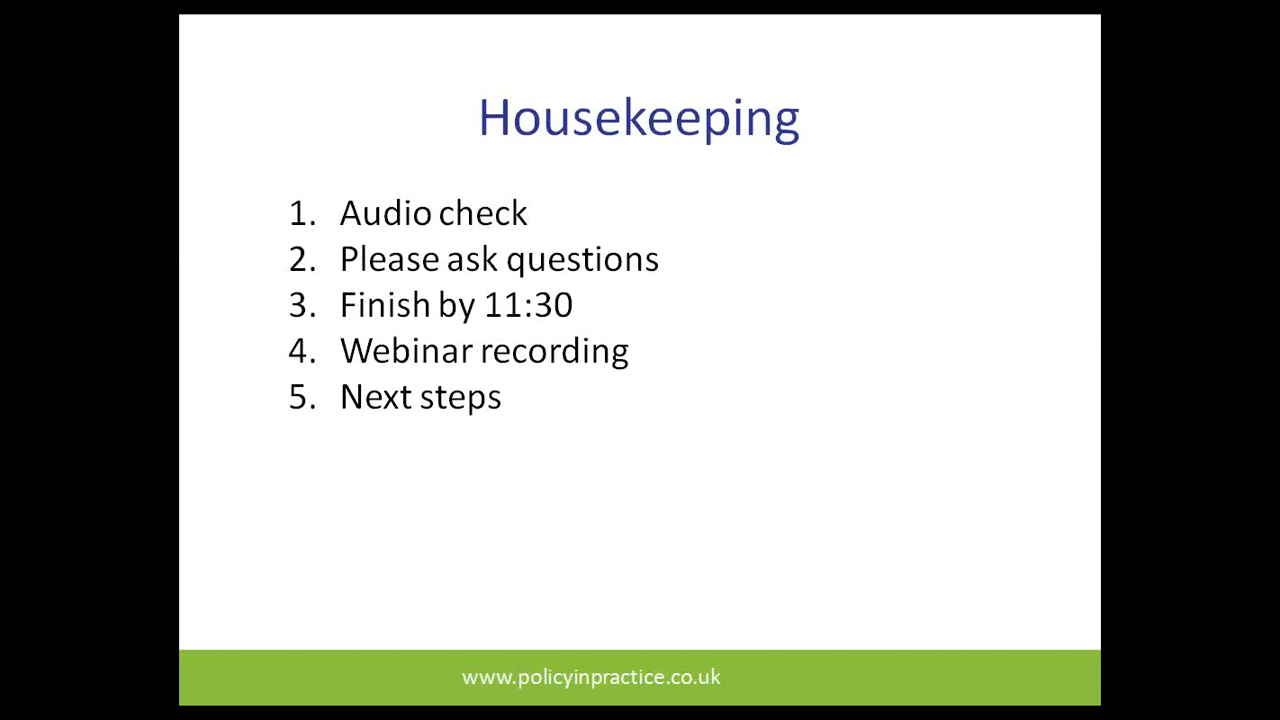 Housekeeping
1. Audio check
2. Please ask questions
3. Finish by 11:30
4. Webinar recording
5. Next steps
www.policyinpractice.co.uk